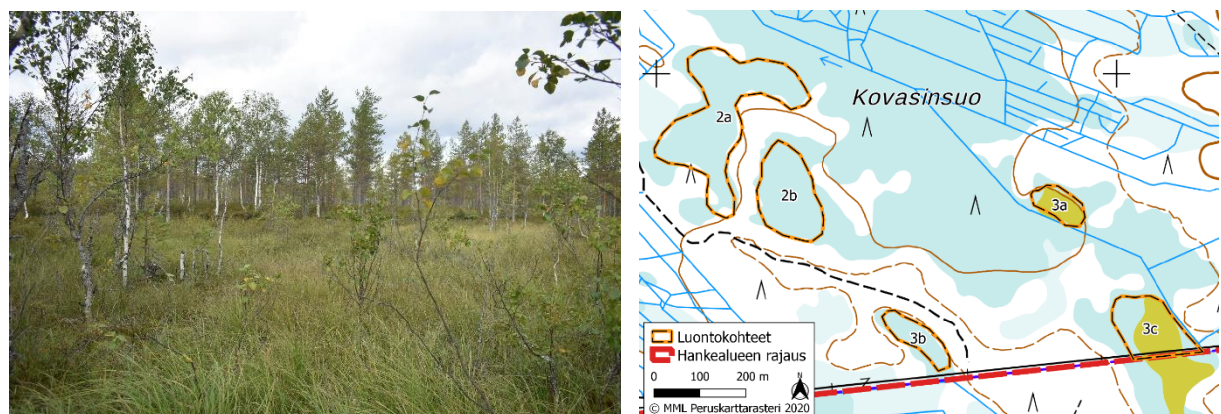 Kovasinsuo
2a
2b
3a
3b
3c
Luontokohteet
Hankealueen rajaus
0 100 200 m
N
© MML Peruskarttarasteri 2020